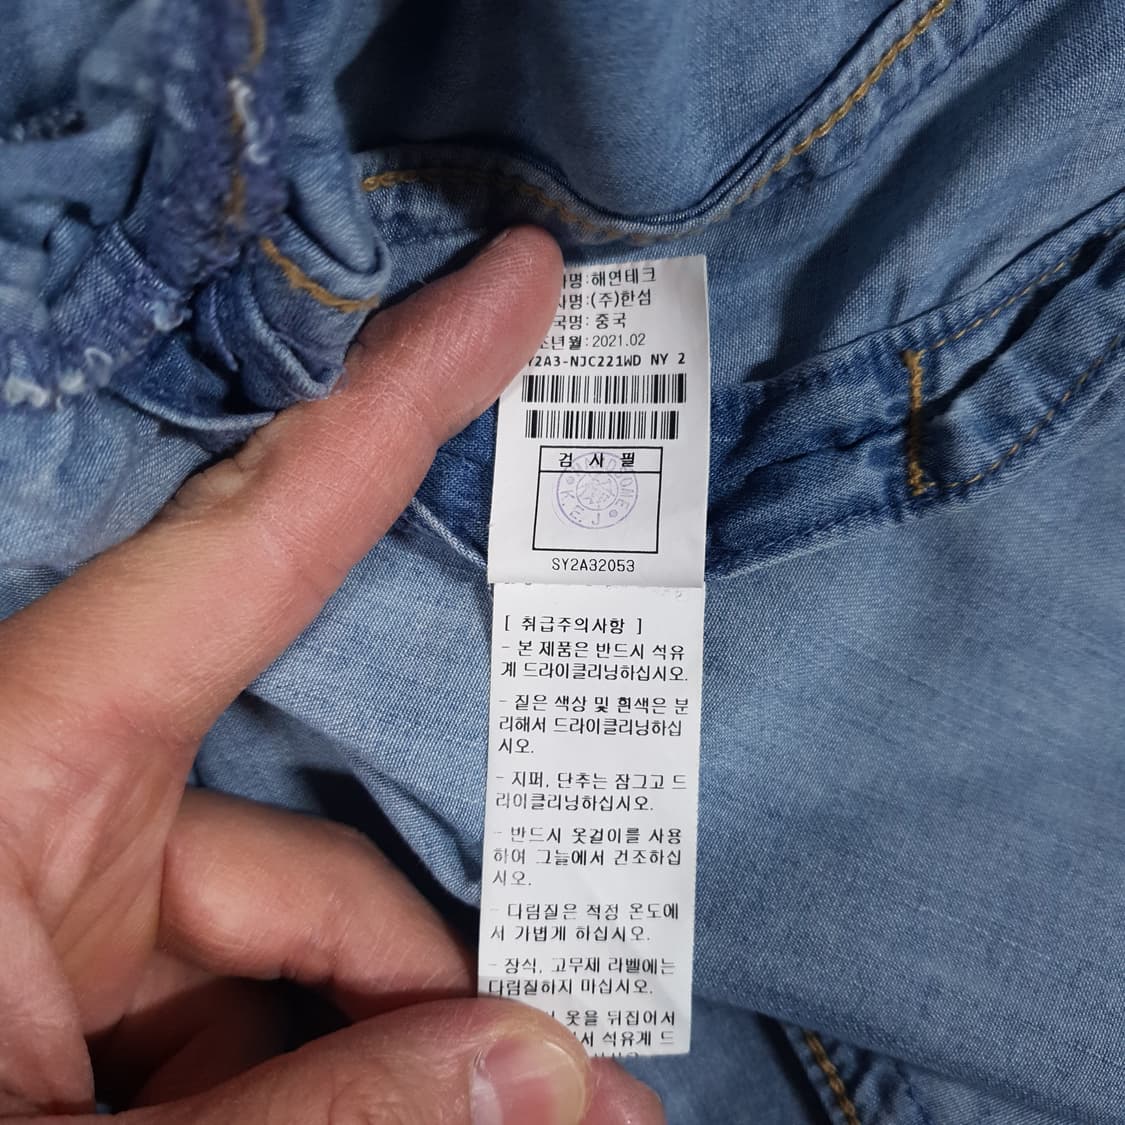 명:해연테크
사명:(주)한섬
국명: 중국
조년월:2021.02
Y2A3-NJC221WD NY 2
검 사 필
K.E.J
SY2A32053
[ 취급주의사항 ]
- 본 제품은 반드시 석유
계 드라이클리닝하십시오.
- 짙은 색상 및 흰색은 분
리해서 드라이클리닝하십
시오.
- 지퍼, 단추는 잠그고 드
라이클리닝하십시오.
- 반드시 옷걸이를 사용
하여 그늘에서 건조하십
시오.
- 다림질은 적정 온도에
서 가볍게 하십시오.
- 장식, 고무제 라벨에는
다림질하지 마십시오.
옷을 뒤집어서
서 석유계 드